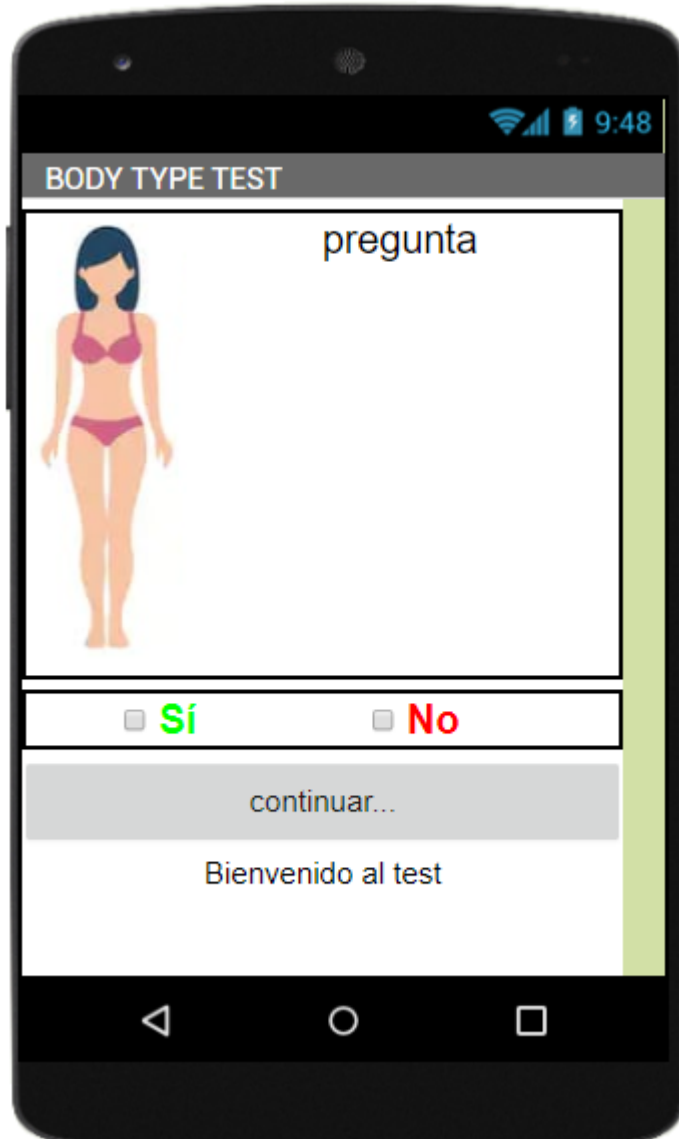 9:48
BODY TYPE TEST
pregunta
Sí No
continuar...
Bienvenido al test